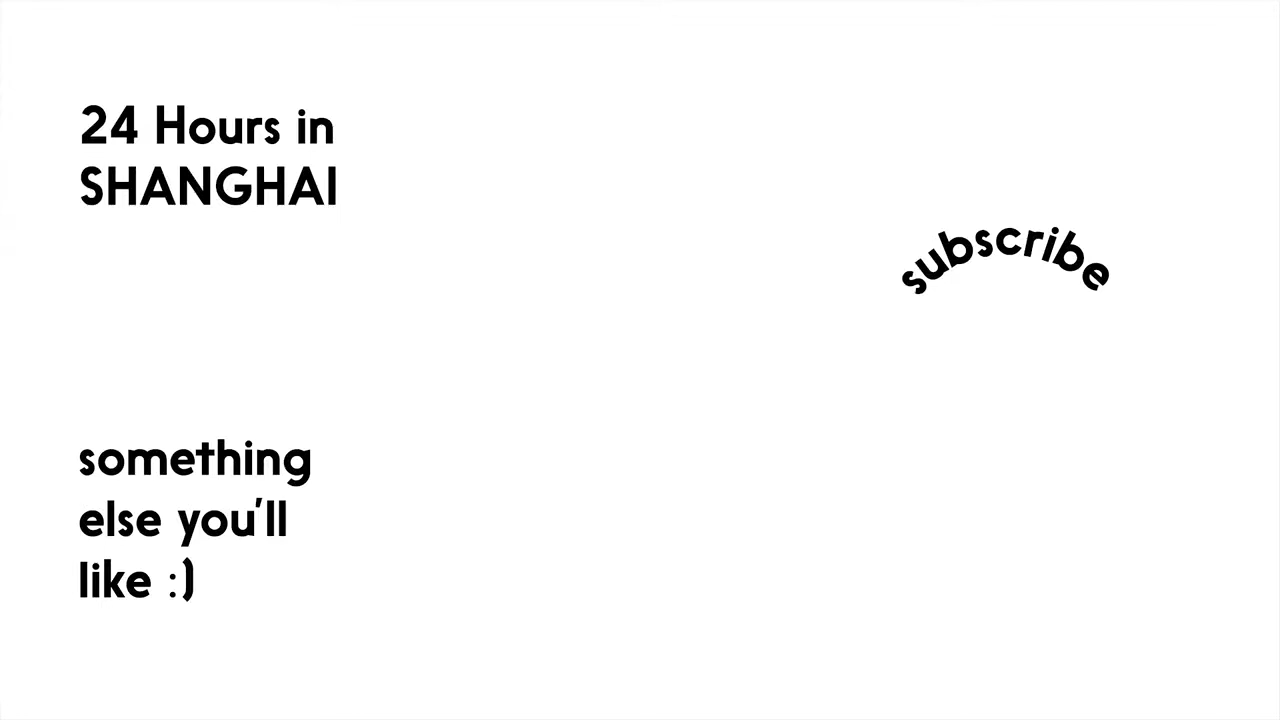 24 Hours in
SHANGHAI
subscribe
something
else you'll
like :)